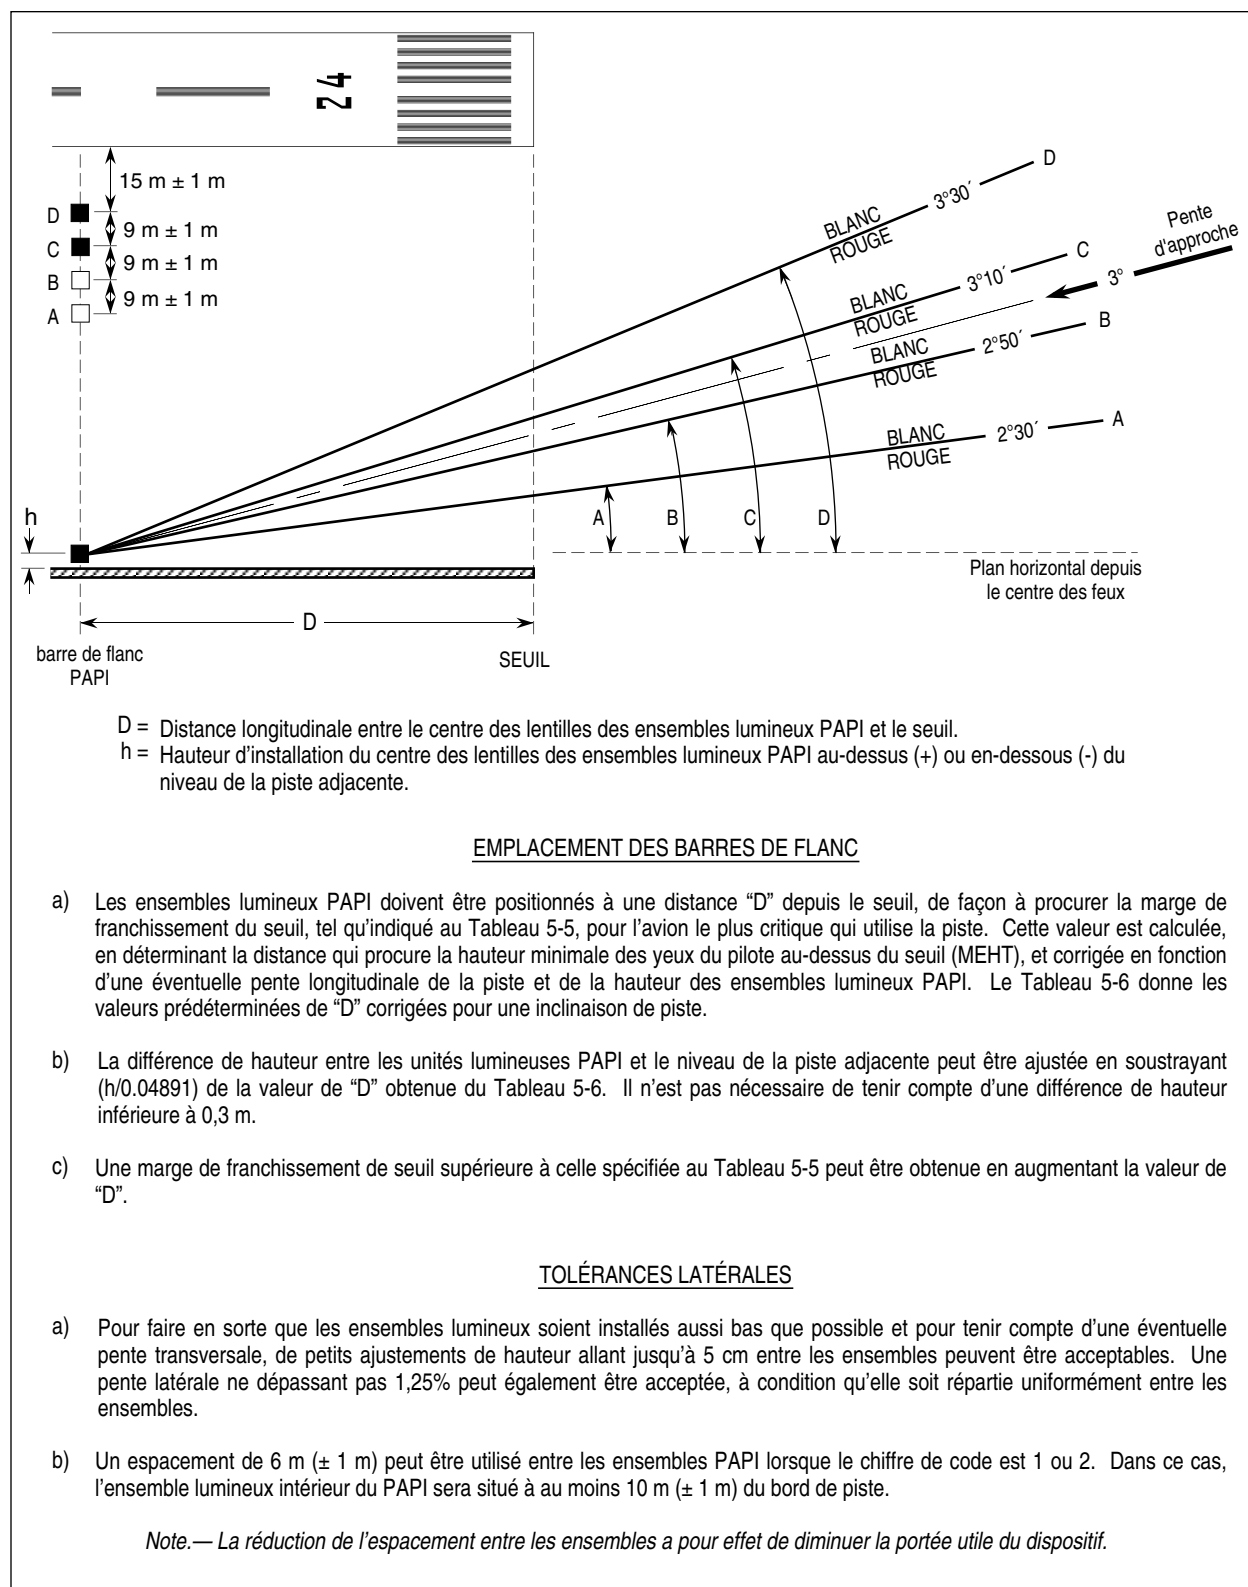 24
15 m ± 1 m
D
9 m ± 1 m
C
9 m ± 1 m
B
9 m ± 1 m
A
D
3°30´
BLANC
ROUGE
Pente
d'approche
C
3°10´
3°
BLANC
ROUGE
B
2°50´
BLANC
ROUGE
A
2°30´
BLANC
ROUGE
h
A
B
C
D
Plan horizontal depuis
le centre des feux
D
barre de flanc
PAPI
SEUIL
D = Distance longitudinale entre le centre des lentilles des ensembles lumineux PAPI et le seuil.
h = Hauteur d’installation du centre des lentilles des ensembles lumineux PAPI au-dessus (+) ou en-dessous (-) du
niveau de la piste adjacente.
EMPLACEMENT DES BARRES DE FLANC
a) Les ensembles lumineux PAPI doivent être positionnés à une distance “D” depuis le seuil, de façon à procurer la marge de
franchissement du seuil, tel qu’indiqué au Tableau 5-5, pour l’avion le plus critique qui utilise la piste. Cette valeur est calculée,
en déterminant la distance qui procure la hauteur minimale des yeux du pilote au-dessus du seuil (MEHT), et corrigée en fonction
d’une éventuelle pente longitudinale de la piste et de la hauteur des ensembles lumineux PAPI. Le Tableau 5-6 donne les
valeurs prédéterminées de “D” corrigées pour une inclinaison de piste.
b) La différence de hauteur entre les unités lumineuses PAPI et le niveau de la piste adjacente peut être ajustée en soustrayant
(h/0.04891) de la valeur de “D” obtenue du Tableau 5-6. Il n’est pas nécessaire de tenir compte d’une différence de hauteur
inférieure à 0,3 m.
c) Une marge de franchissement de seuil supérieure à celle spécifiée au Tableau 5-5 peut être obtenue en augmentant la valeur de
“D”.
TOLÉRANCES LATÉRALES
a) Pour faire en sorte que les ensembles lumineux soient installés aussi bas que possible et pour tenir compte d’une éventuelle
pente transversale, de petits ajustements de hauteur allant jusqu’à 5 cm entre les ensembles peuvent être acceptables. Une
pente latérale ne dépassant pas 1,25% peut également être acceptée, à condition qu’elle soit répartie uniformément entre les
ensembles.
b) Un espacement de 6 m (± 1 m) peut être utilisé entre les ensembles PAPI lorsque le chiffre de code est 1 ou 2. Dans ce cas,
l’ensemble lumineux intérieur du PAPI sera situé à au moins 10 m (± 1 m) du bord de piste.
Note.— La réduction de l’espacement entre les ensembles a pour effet de diminuer la portée utile du dispositif.